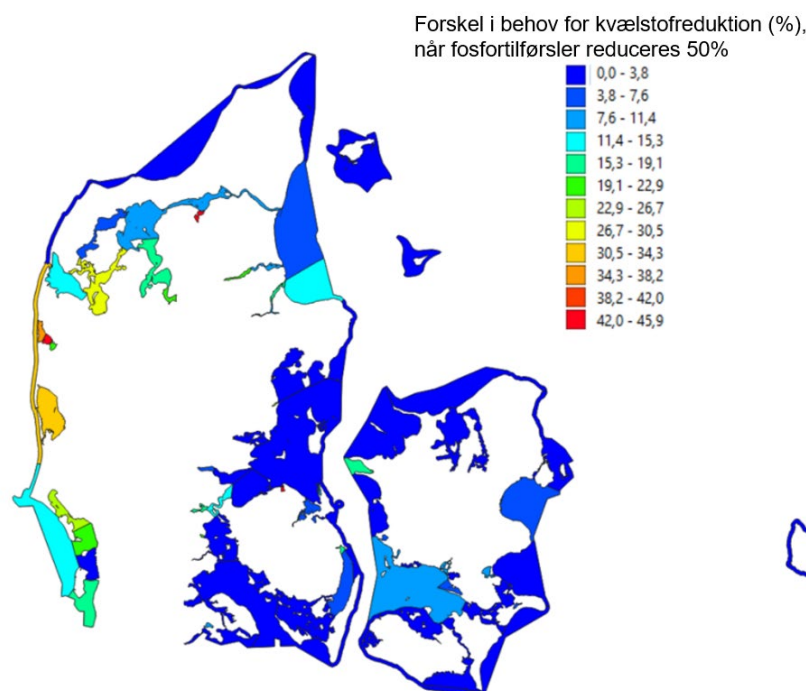 Forskel i behov for kvælstofreduktion (%),
når fosfortilførsler reduceres 50%
0,0 - 3,8
3,8 - 7,6
7,6 - 11,4
11,4 - 15,3
15,3 - 19,1
19,1 - 22,9
22,9 - 26,7
26,7 - 30,5
30,5 - 34,3
34,3 - 38,2
38,2 - 42,0
42,0 - 45,9